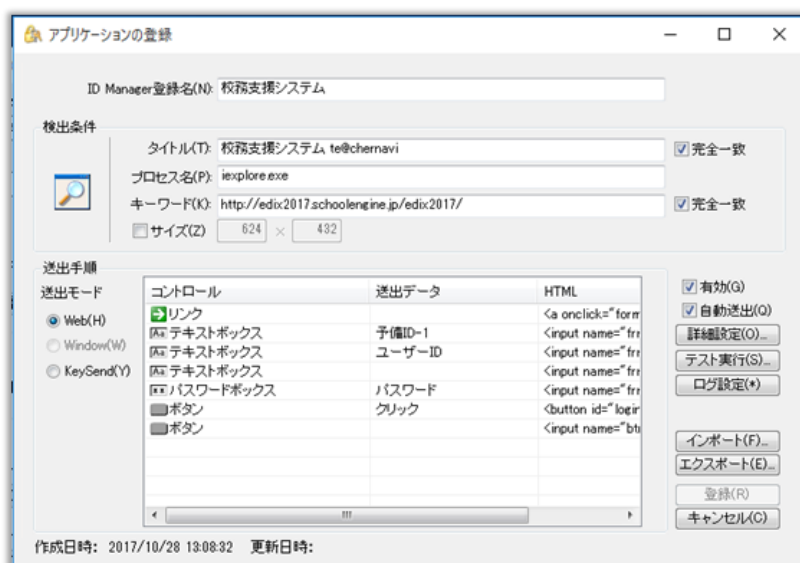 アプリケーションの登録
ID Manager登録名(N): 校務支援システム
検出条件
タイトル(T): 校務支援システム te@chernavi 完全一致
プロセス名(P): iexplore.exe
キーワード(K): http://edix2017.schoolengine.jp/edix2017/ 完全一致
サイズ(Z) 624 × 432
送出手順
送出モード
Web(H)
Window(W)
KeySend(Y)
コントロール 送出データ HTML
リンク <a onclick="form
テキストボックス 予備ID-1 <input name="frr
テキストボックス ユーザーID <input name="frr
テキストボックス <input name="frr
パスワードボックス パスワード <input name="frr
ボタン クリック <button id="login
ボタン <input name="bt
有効(G)
自動送出(Q)
詳細設定(O)...
テスト実行(S)...
ログ設定(*)
インポート(F)...
エクスポート(E)...
登録(R)
キャンセル(C)
作成日時: 2017/10/28 13:08:32 更新日時: